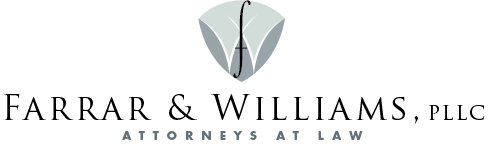 f
FARRAR & WILLIAMS, PLLC
ATTORNEYS AT LAW